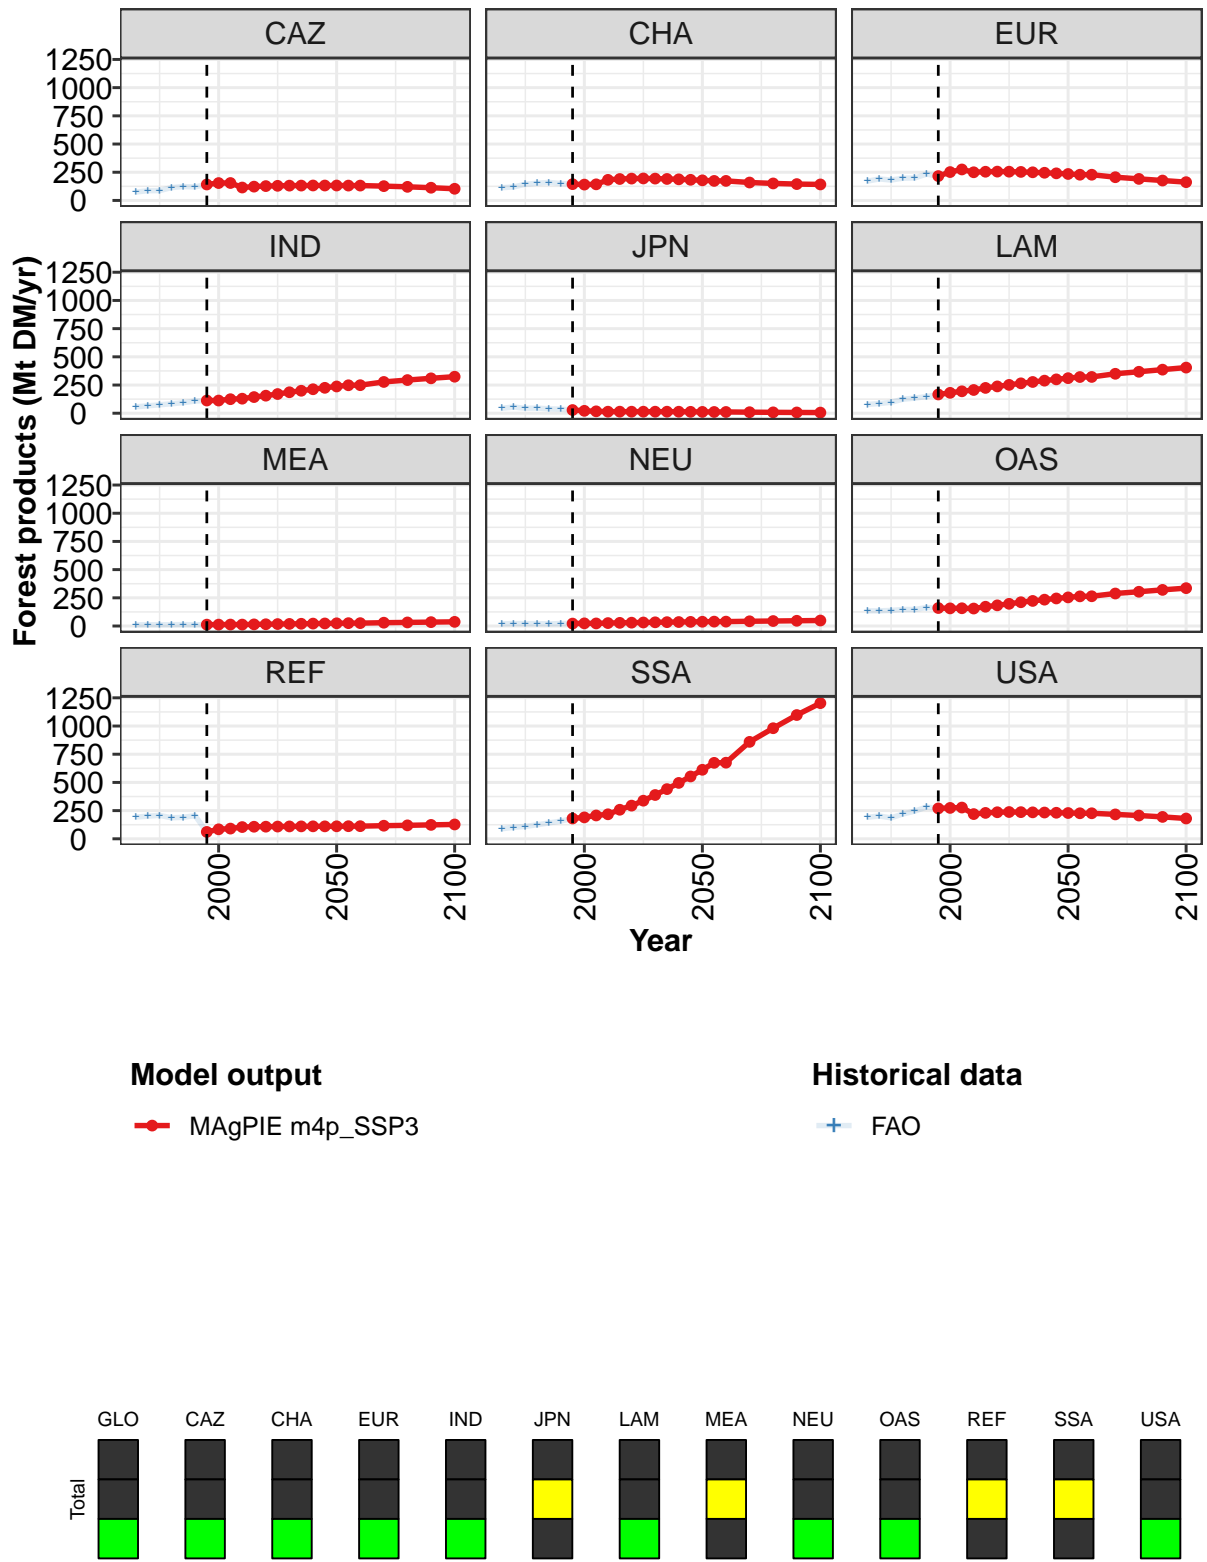 CAZ CHA EUR
1250
1000
750
500
250
0
IND JPN LAM
1250
1000
750
500
250
0
MEA NEU OAS
1250
1000
750
500
250
0
REF SSA USA
1250
1000
750
500
250
0
Forest products (Mt DM/yr)
2000 2050 2100 2000 2050 2100 2000 2050 2100
Year
Model output Historical data
MAgPIE m4p_SSP3 FAO
GLO CAZ CHA EUR IND JPN LAM MEA NEU OAS REF SSA USA
Total